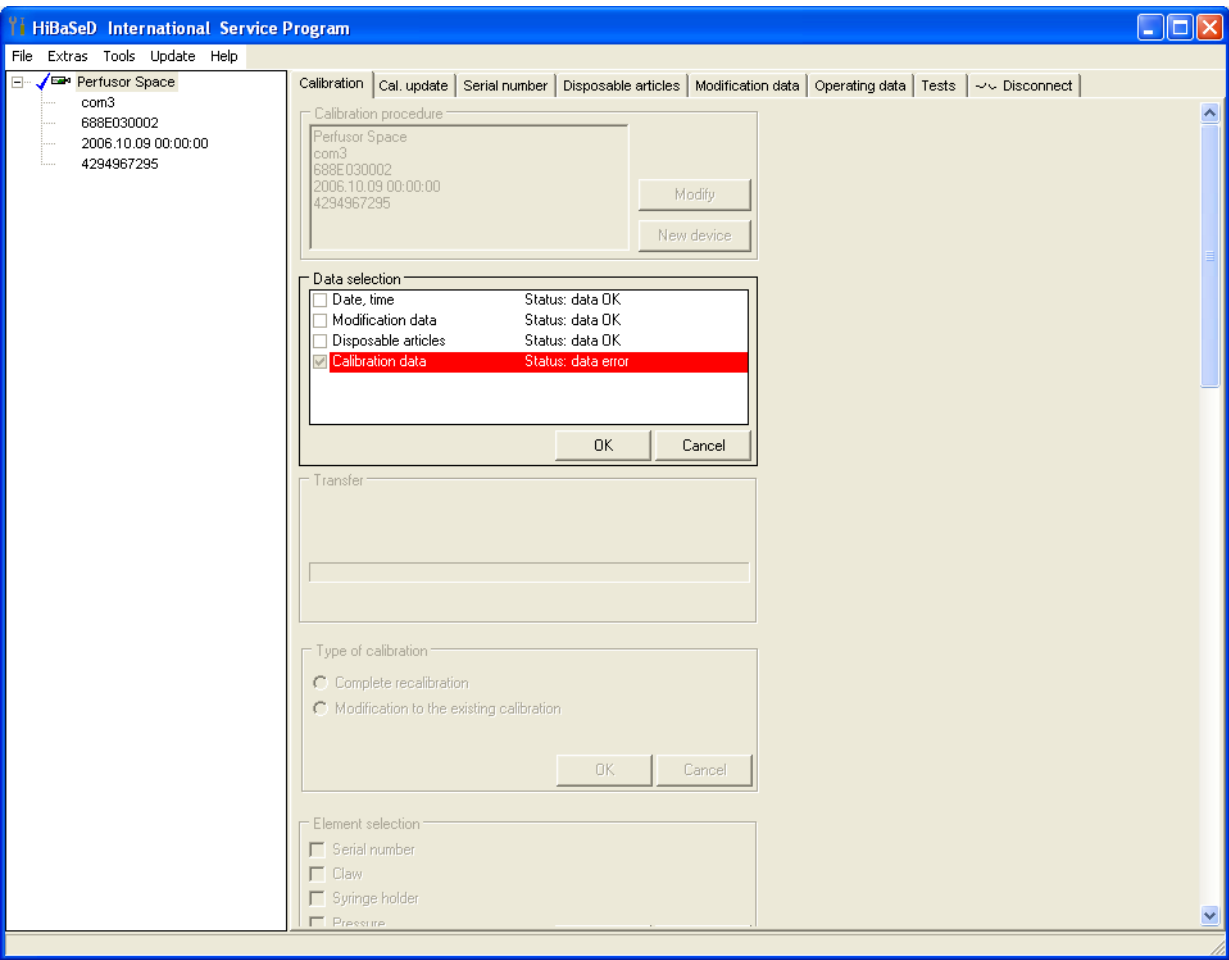 HiBaSeD International Service Program
File Extras Tools Update Help
Perfusor Space
com3
688E030002
2006.10.09 00:00:00
4294967295
Calibration Cal. update Serial number Disposable articles Modification data Operating data Tests Disconnect
Calibration procedure
Perfusor Space
com3
688E030002
2006.10.09 00:00:00
4294967295
Modify
New device
Data selection
Date, time Status: data OK
Modification data Status: data OK
Disposable articles Status: data OK
Calibration data Status: data error
OK Cancel
Transfer
Type of calibration
Complete recalibration
Modification to the existing calibration
OK Cancel
Element selection
Serial number
Claw
Syringe holder
Pressure